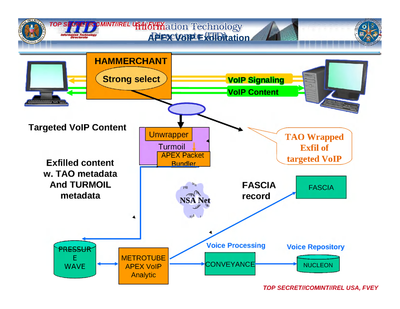 TOP SECRET//COMINT//REL USA, FVEY
ITD
Information Technology
Directorate
Information Technology
APEX VoIP Exploitation
HAMMERCHANT
Strong select
VoIP Signaling
VoIP Content
Targeted VoIP Content
Unwrapper
Turmoil
APEX Packet
Bundler
TAO Wrapped
Exfil of
targeted VoIP
Exfilled content
w. TAO metadata
And TURMOIL
metadata
NSA Net
FASCIA
record
FASCIA
PRESSUR
E
WAVE
METROTUBE
APEX VoIP
Analytic
Voice Processing
CONVEYANCE
Voice Repository
NUCLEON
TOP SECRET//COMINT//REL USA, FVEY